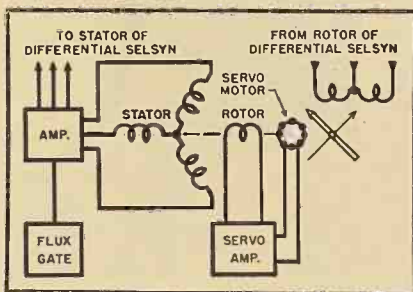 TO STATOR OF
DIFFERENTIAL SELSYN
FROM ROTOR OF
DIFFERENTIAL SELSYN
SERVO
MOTOR
STATOR
ROTOR
AMP.
FLUX
GATE
SERVO
AMP.